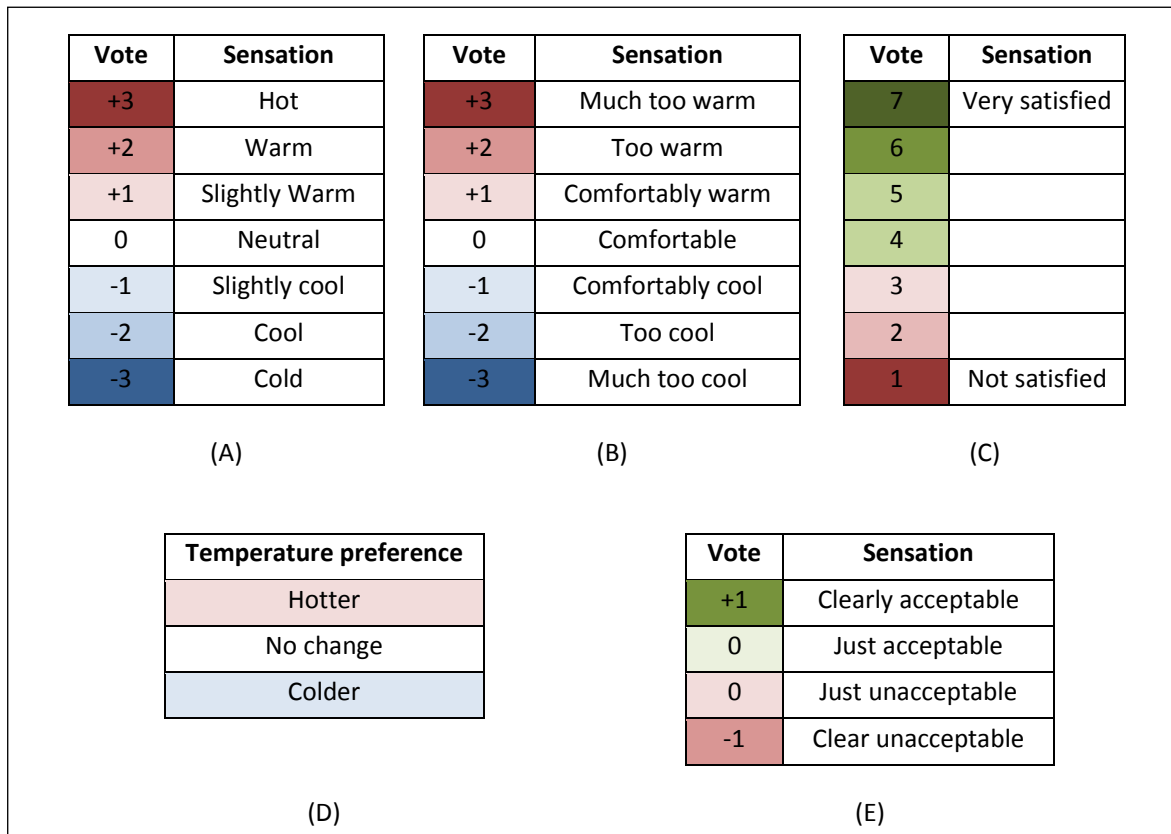 Vote Sensation Vote Sensation Vote Sensation
+3 Hot +3 Much too warm 7 Very satisfied
+2 Warm +2 Too warm 6
+1 Slightly Warm +1 Comfortably warm 5
0 Neutral 0 Comfortable 4
-1 Slightly cool -1 Comfortably cool 3
-2 Cool -2 Too cool 2
-3 Cold -3 Much too cool 1 Not satisfied
(A) (B) (C)
Temperature preference Vote Sensation
Hotter +1 Clearly acceptable
No change 0 Just acceptable
Colder 0 Just unacceptable
-1 Clear unacceptable
(D) (E)